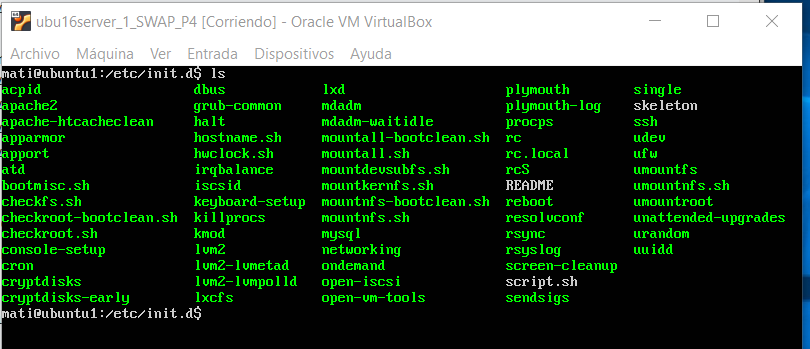 ubu16server_1_SWAP_P4 [Corriendo] - Oracle VM VirtualBox
Archivo Máquina Ver Entrada Dispositivos Ayuda
mati@ubuntu1:/etc/init.d$ ls
acpid dbus lxd plymouth single
apache2 grub-common mdadm plymouth-log skeleton
apache-htcacheclean halt mdadm-waitidle procps ssh
apparmor hostname.sh mountall-bootclean.sh rc udev
apport hwclock.sh mountall.sh rc.local ufw
atd irqbalance mountdevsubfs.sh rcS umountfs
bootmisc.sh iscsid mountkernfs.sh README umountnfs.sh
checkfs.sh keyboard-setup mountnfs-bootclean.sh reboot umountroot
checkroot-bootclean.sh killprocs mountnfs.sh resolvconf unattended-upgrades
checkroot.sh kmod mysql rsync urandom
console-setup lvm2 networking rsyslog uuidd
cron lvm2-lvmetad ondemand screen-cleanup
cryptdisks lvm2-lvmpolld open-iscsi script.sh
cryptdisks-early lxcfs open-vm-tools sendsigs
mati@ubuntu1:/etc/init.d$